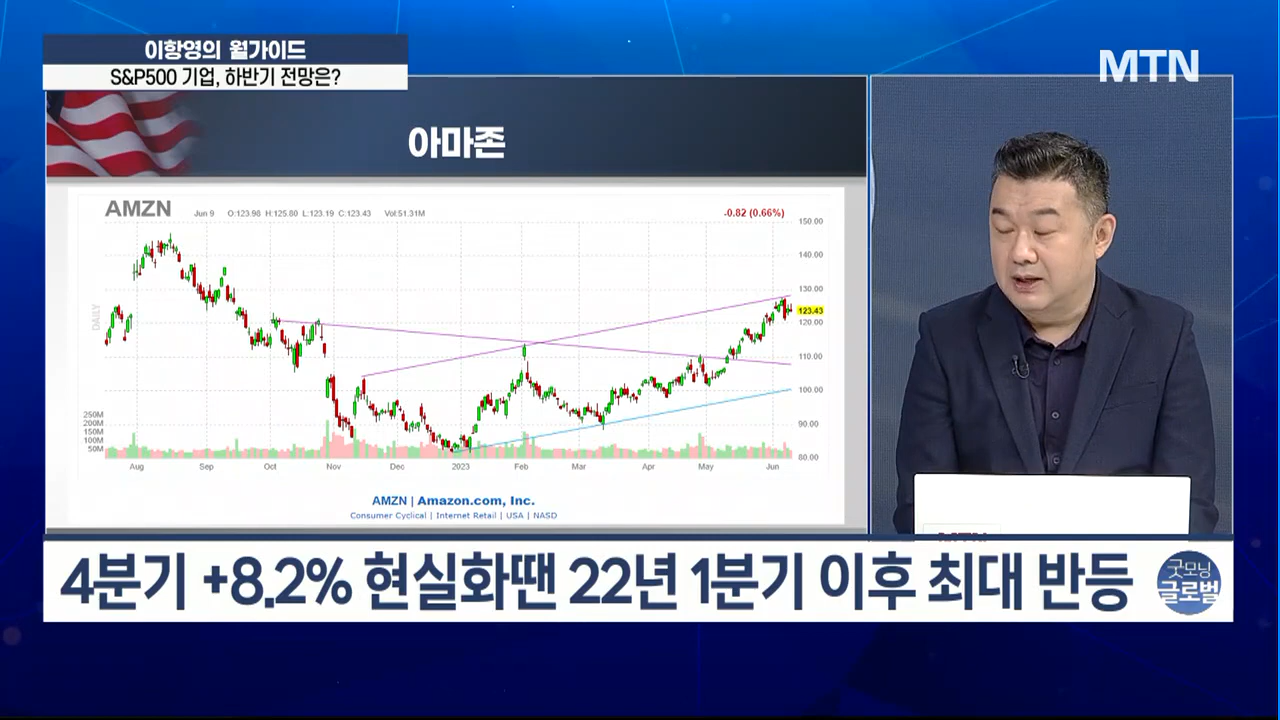 이항영의 월가이드
S&P500 기업, 하반기 전망은?
MTN
아마존
AMZN
Jun 9 O:123.98 H:125.80 L:123.19 C:123.43 Vol:51.31M
-0.82 (0.66%)
150.00
140.00
130.00
123.43
120.00
110.00
100.00
90.00
80.00
DAILY
250M
200M
150M
100M
50M
Aug Sep Oct Nov Dec 2023 Feb Mar Apr May Jun
AMZN | Amazon.com, Inc.
Consumer Cyclical | Internet Retail | USA | NASD
4분기 +8.2% 현실화땐 22년 1분기 이후 최대 반등
굿모닝
글로벌